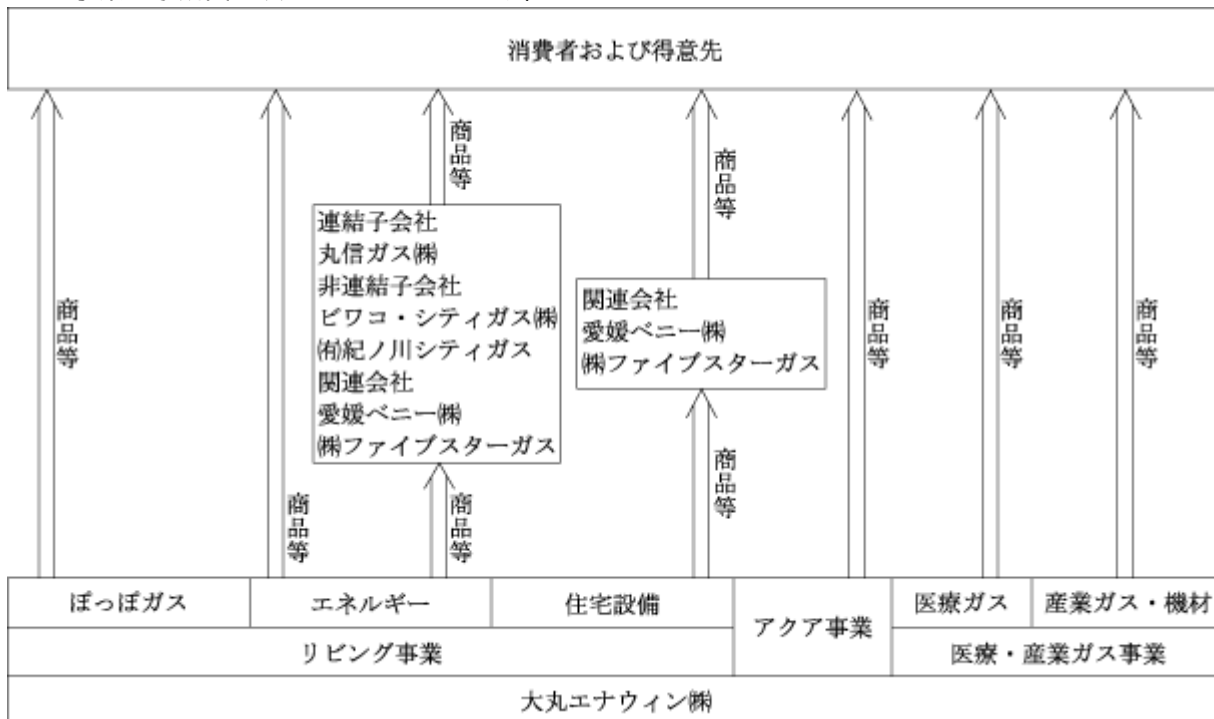 消費者および得意先
商品等
商品等
商品等
商品等
商品等
商品等
商品等
連結子会社
丸信ガス㈱
非連結子会社
ビワコ・シティガス㈱
㈲紀ノ川シティガス
関連会社
愛媛ベニー㈱
㈱ファイブスターガス
関連会社
愛媛ベニー㈱
㈱ファイブスターガス
商品等
商品等
ぽっぽガス
エネルギー
住宅設備
アクア事業
医療ガス
産業ガス・機材
リビング事業
医療・産業ガス事業
大丸エナウィン㈱